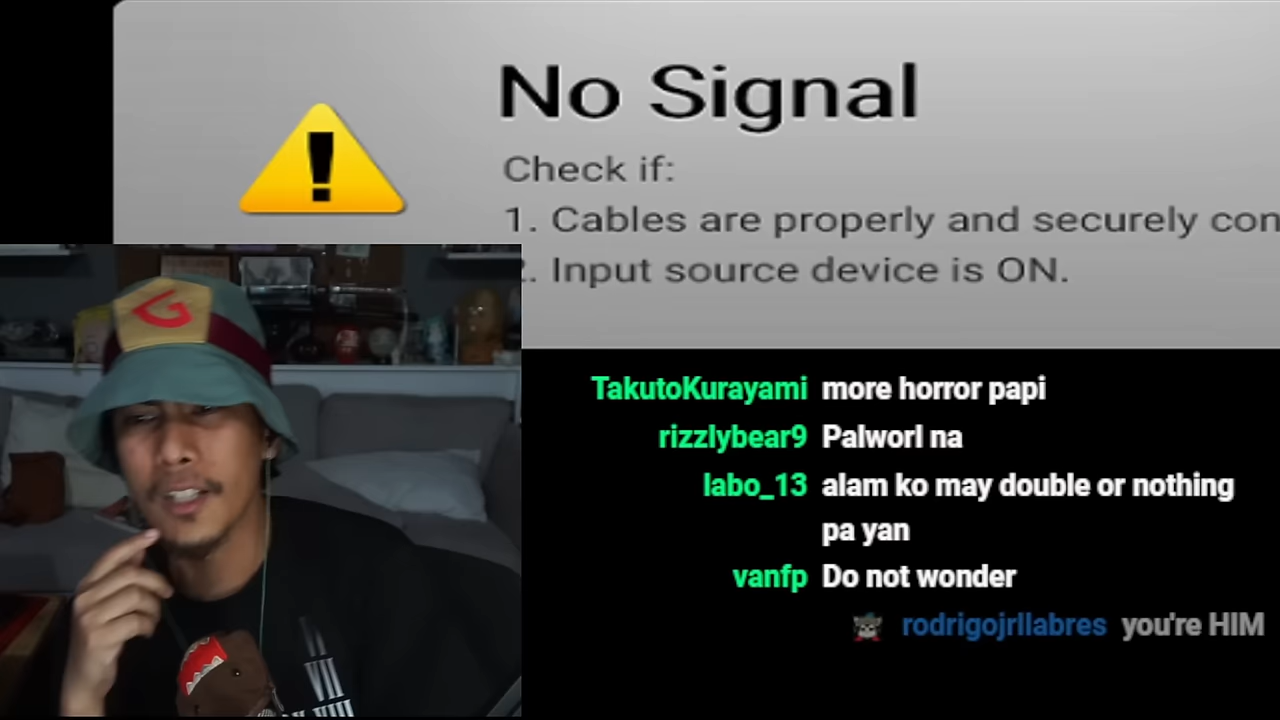 No Signal
Check if:
1. Cables are properly and securely
2. Input source device is ON.
G
TakutoKurayami more horror papi
rizzlybear9 Palworl na
labo_13 alam ko may double or nothing
pa yan
vanfp Do not wonder
rodrigojrllabres you're HIM